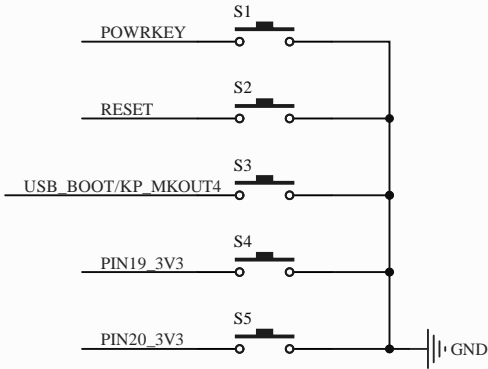 S1
POWRKEY
S2
RESET
S3
USB_BOOT/KP_MKOUT4
S4
PIN19_3V3
S5
PIN20_3V3
GND